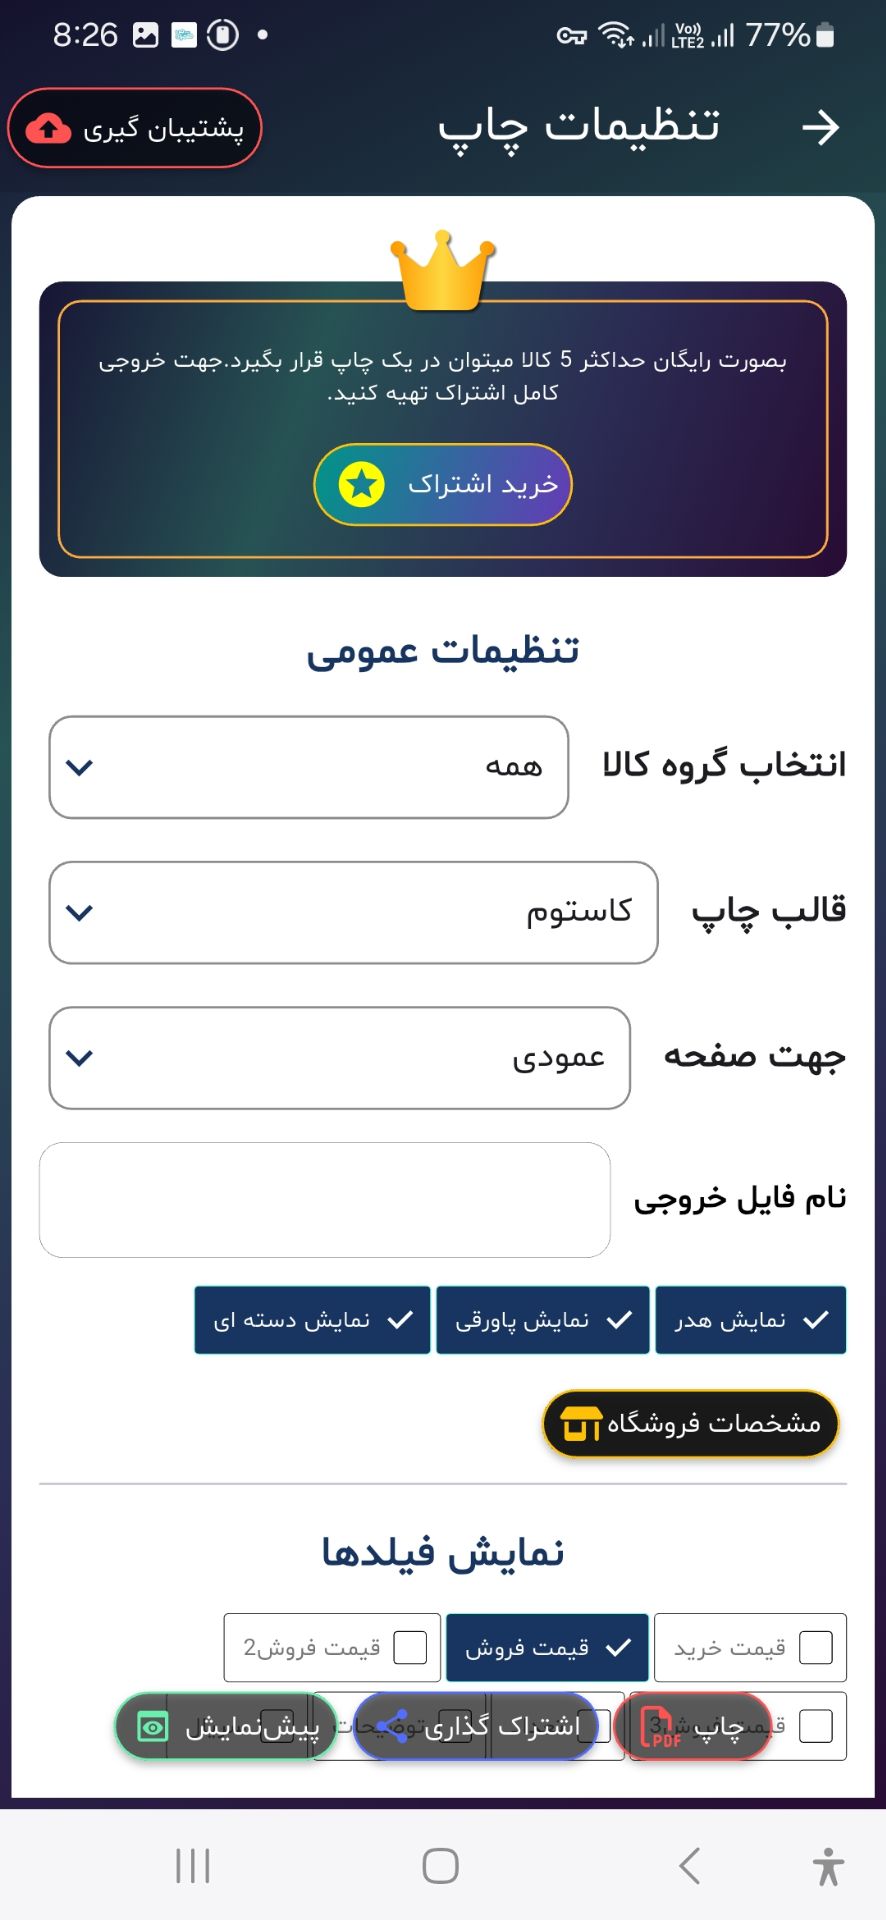 8:26
Vo)) LTE2 77%
تنظیمات چاپ
پشتیبان گیری
بصورت رایگان حداکثر 5 کالا میتوان در یک چاپ قرار بگیرد.جهت خروجی
کامل اشتراک تهیه کنید.
خرید اشتراک
تنظیمات عمومی
انتخاب گروه کالا
همه
قالب چاپ
کاستوم
جهت صفحه
عمودی
نام فایل خروجی
نمایش هدر
نمایش پاورقی
نمایش دسته ای
مشخصات فروشگاه
نمایش فیلدها
قیمت خرید
قیمت فروش
قیمت فروش2
قیمت فروش3
توضیحات
چاپ
PDF
اشتراک گذاری
پیش‌نمایش